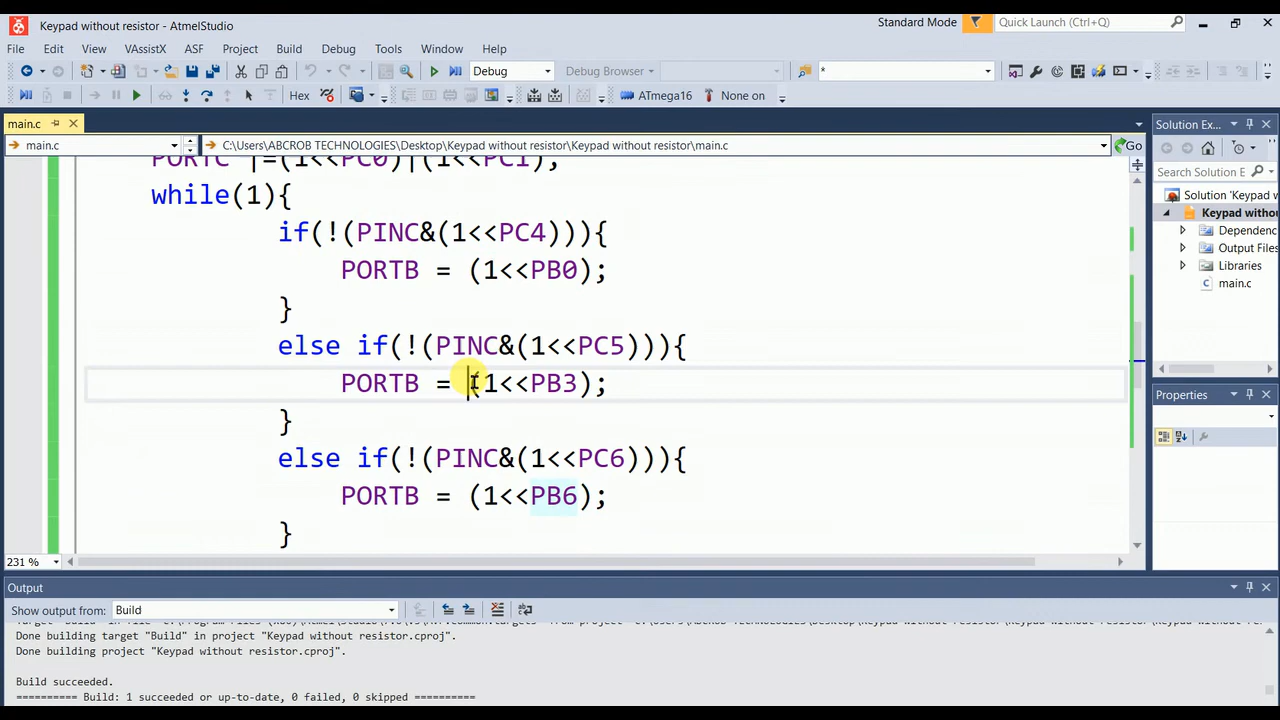 Keypad without resistor - AtmelStudio
Standard Mode
Quick Launch (Ctrl+Q)
File Edit View VAssistX ASF Project Build Debug Tools Window Help
Debug Debug Browser *
Hex ATmega16 None on
main.c
main.c C:\Users\ABCROB TECHNOLOGIES\Desktop\Keypad without resistor\Keypad without resistor\main.c Go
PORTC |=(1<<PC0)|(1<<PC1);
while(1){
if(!(PINC&(1<<PC4))){
PORTB = (1<<PB0);
}
else if(!(PINC&(1<<PC5))){
PORTB = (1<<PB3);
}
else if(!(PINC&(1<<PC6))){
PORTB = (1<<PB6);
}
231 %
Solution Ex...
Search Solution E
Solution 'Keypad w
Keypad witho
Dependenc
Output Files
Libraries
main.c
Properties
Output
Show output from: Build
Done building target "Build" in project "Keypad without resistor.cproj".
Done building project "Keypad without resistor.cproj".
Build succeeded.
========== Build: 1 succeeded or up-to-date, 0 failed, 0 skipped ==========